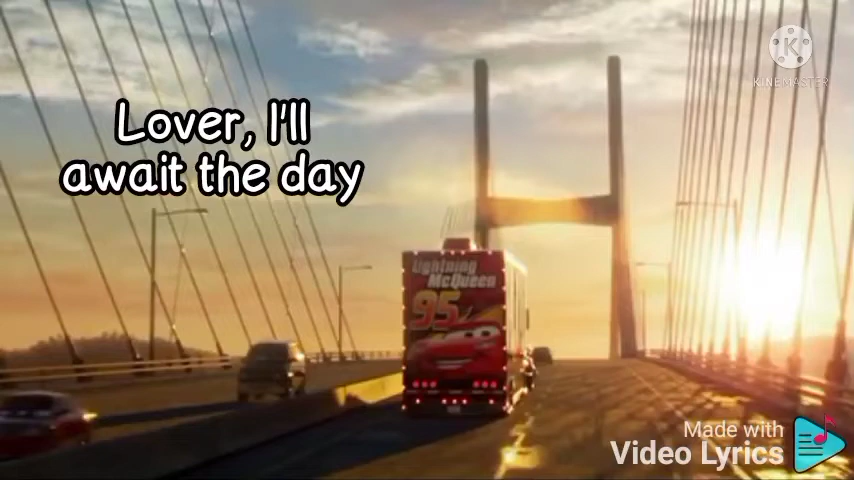 KINEMASTER
Lover, I'll
await the day
Lightning
McQueen
95
Made with
Video Lyrics